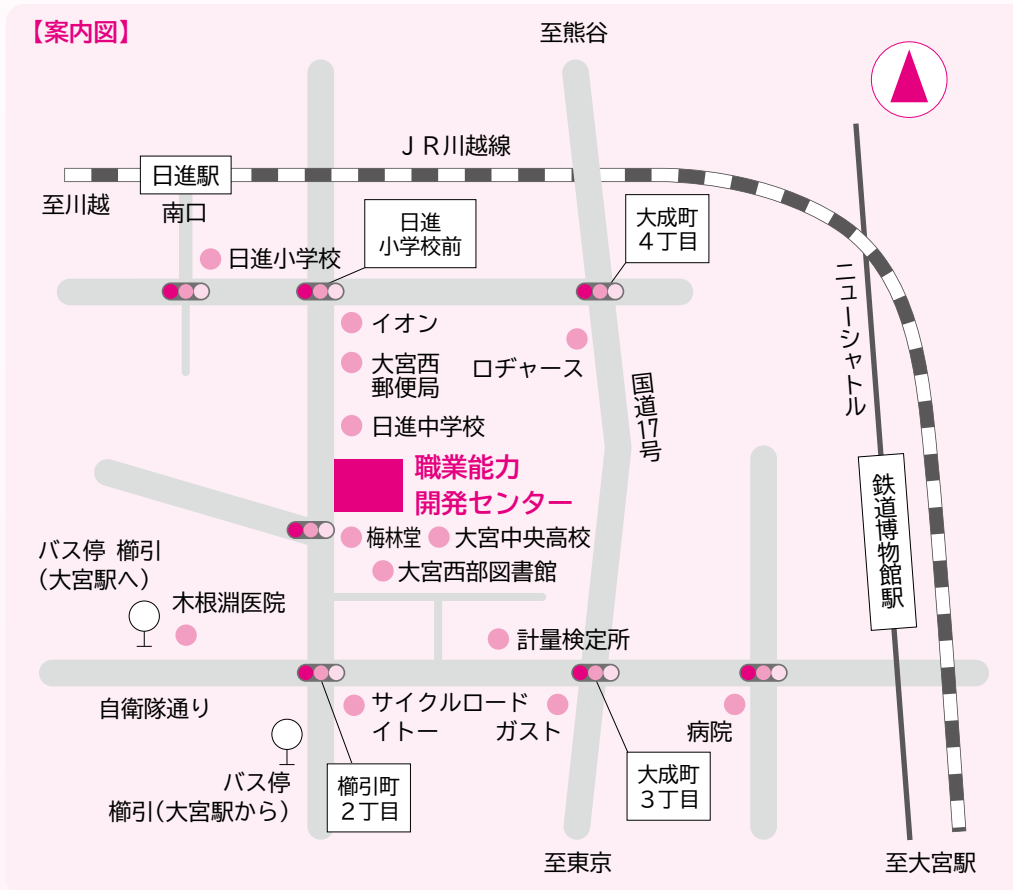 【案内図】
至熊谷
ＪＲ川越線
日進駅
至川越
南口
日進
小学校前
大成町
４丁目
日進小学校
ニューシャトル
イオン
大宮西
郵便局
ロヂャース
国道17号
日進中学校
職業能力
開発センター
鉄道博物館駅
梅林堂
大宮中央高校
バス停 櫛引
（大宮駅へ）
大宮西部図書館
木根淵医院
計量検定所
自衛隊通り
サイクルロード
イトー
ガスト
病院
バス停
櫛引（大宮駅から）
櫛引町
２丁目
大成町
３丁目
至東京
至大宮駅